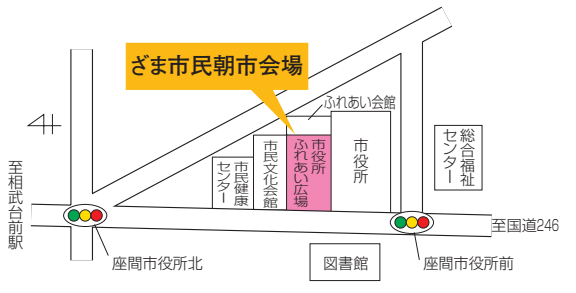 ざま市民朝市会場
ふれあい会館
市役所
ふれあい広場
市役所
総合福祉
センター
市民文化会館
市民健康
センター
至相武台前駅
至国道246
座間市役所北
図書館
座間市役所前